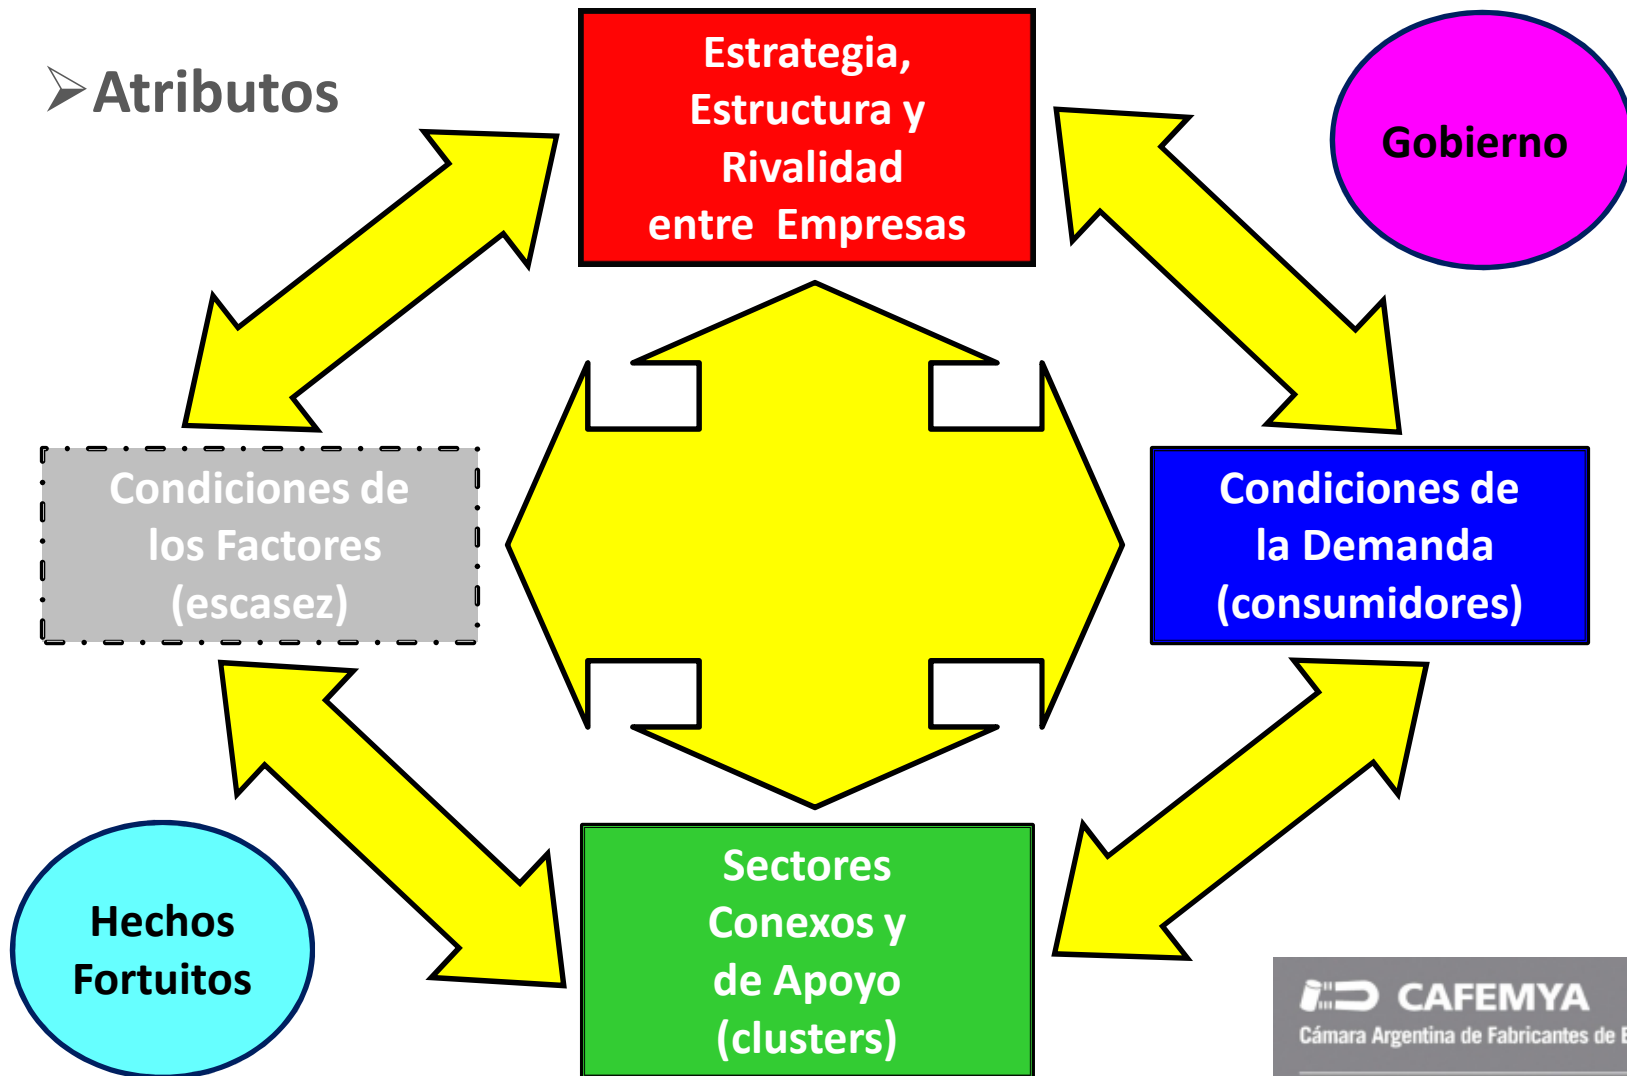 ➢Atributos
Estrategia,
Estructura y
Rivalidad
entre Empresas
Gobierno
Condiciones de
los Factores
(escasez)
Condiciones de
la Demanda
(consumidores)
Hechos
Fortuitos
Sectores
Conexos y
de Apoyo
(clusters)
CAFEMYA
Cámara Argentina de Fabricantes de